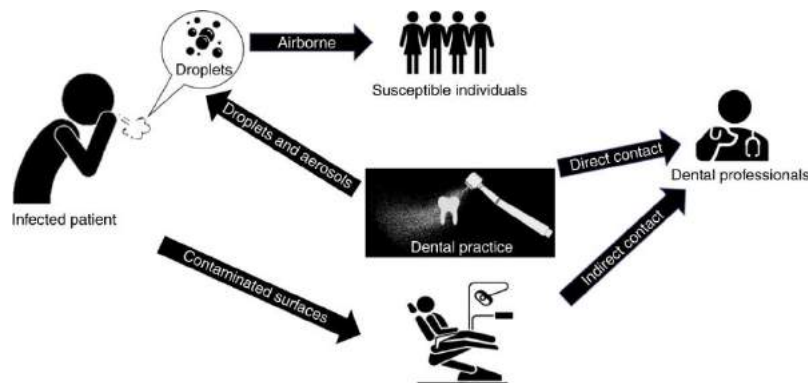 Droplets
Airborne
Susceptible individuals
Infected patient
Droplets and aerosols
Dental practice
Direct contact
Dental professionals
Contaminated surfaces
Indirect contact